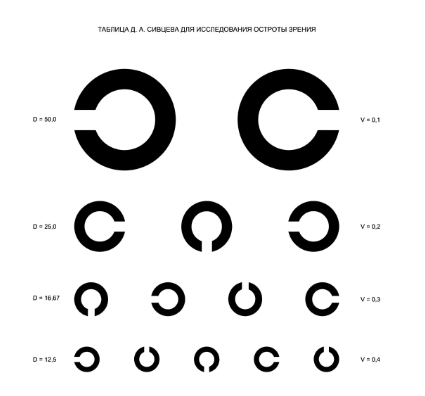 ТАБЛИЦА Д. А. СИВЦЕВА ДЛЯ ИССЛЕДОВАНИЯ ОСТРОТЫ ЗРЕНИЯ
D = 50,0 V = 0,1
D = 25,0 V = 0,2
D = 16,67 V = 0,3
D = 12,5 V = 0,4